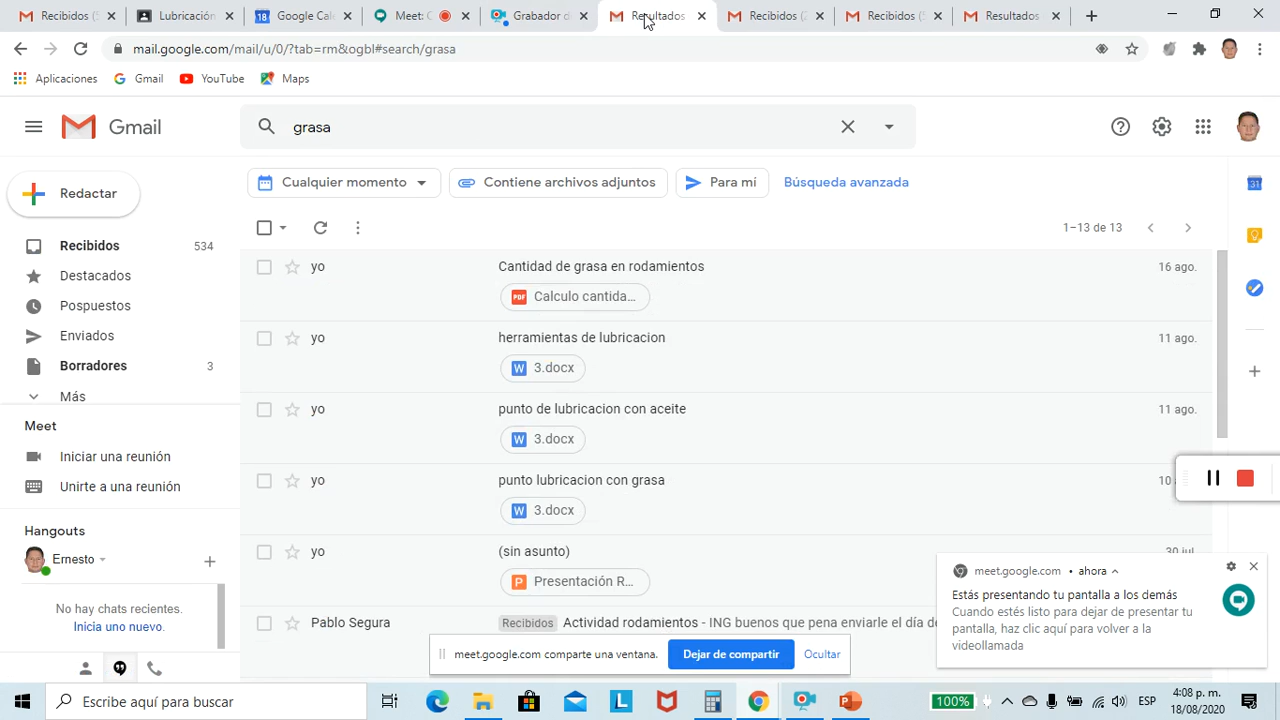 Recibidos (5
Lubricación
Google Cal
Meet: C
Grabador d
Resultados
Recibidos (2
Recibidos (5
Resultados
mail.google.com/mail/u/0/?tab=rm&ogbl#search/grasa
Aplicaciones
Gmail
YouTube
Maps
Gmail
grasa
Redactar
Cualquier momento
Contiene archivos adjuntos
Para mí
Búsqueda avanzada
1–13 de 13
Recibidos 534
Destacados
Pospuestos
Enviados
Borradores 3
Más
Meet
Iniciar una reunión
Unirte a una reunión
Hangouts
Ernesto
No hay chats recientes.
Inicia uno nuevo.
yo Cantidad de grasa en rodamientos 16 ago.
PDF Calculo cantida...
yo herramientas de lubricacion 11 ago.
W 3.docx
yo punto de lubricacion con aceite 11 ago.
W 3.docx
yo punto lubricacion con grasa 10
W 3.docx
yo (sin asunto) 30 jul.
P Presentación R...
Pablo Segura Recibidos Actividad rodamientos - ING buenos que pena enviarle el día de
meet.google.com • ahora
Estás presentando tu pantalla a los demás
Cuando estés listo para dejar de presentar tu
pantalla, haz clic aquí para volver a la
videollamada
meet.google.com comparte una ventana.
Dejar de compartir
Ocultar
Escribe aquí para buscar
100%
ESP
4:08 p. m.
18/08/2020